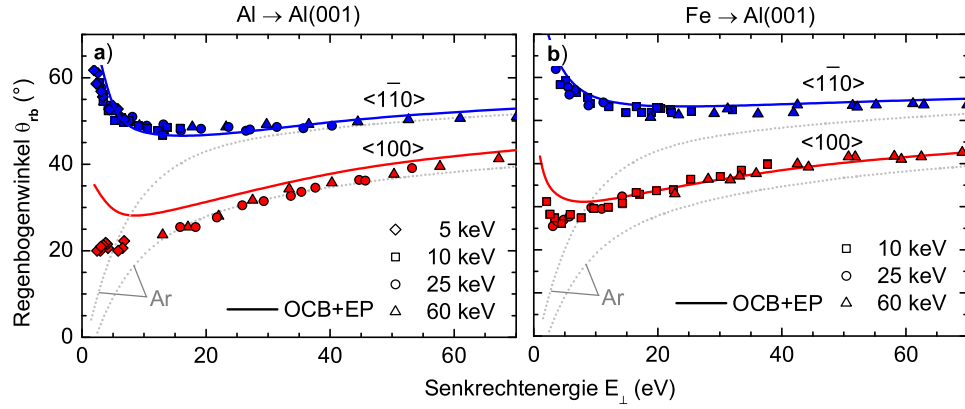 Al → Al(001)
Fe → Al(001)
a)
b)
Regenbogenwinkel θrb (°)
60
40
20
0
<1̅10>
<100>
Ar
5 keV
10 keV
25 keV
60 keV
OCB+EP
0
20
40
60
<1̅10>
<100>
Ar
10 keV
25 keV
60 keV
OCB+EP
0
20
40
60
Senkrechtenergie E⊥ (eV)